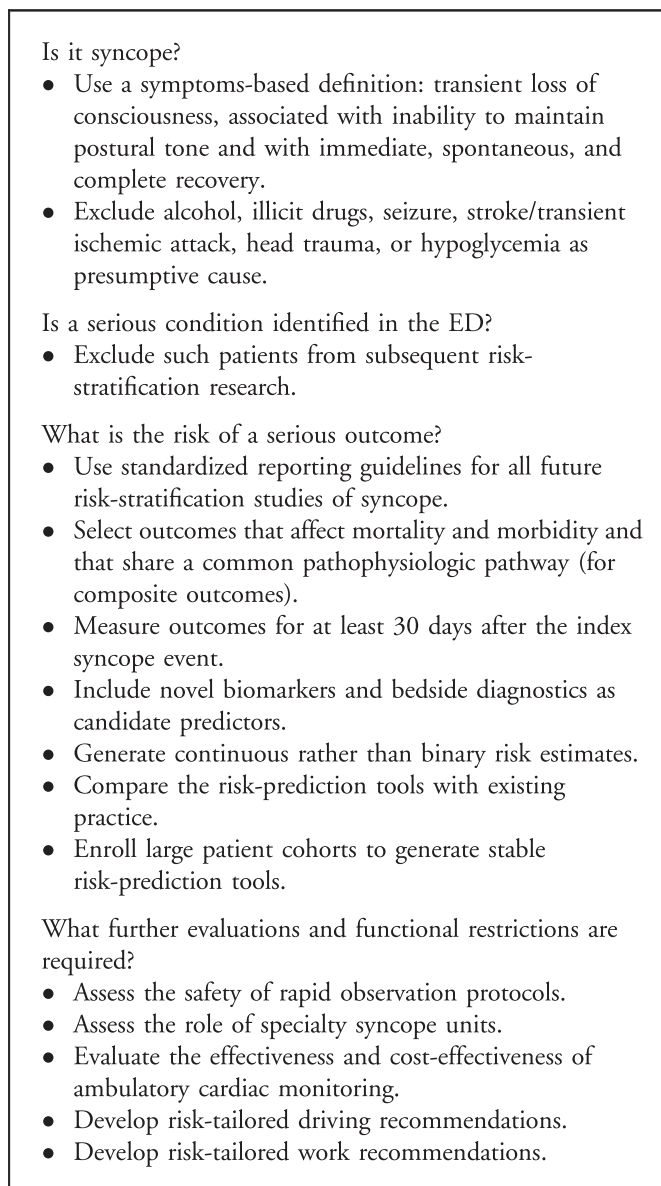 Is it syncope?
● Use a symptoms-based definition: transient loss of
consciousness, associated with inability to maintain
postural tone and with immediate, spontaneous, and
complete recovery.
● Exclude alcohol, illicit drugs, seizure, stroke/transient
ischemic attack, head trauma, or hypoglycemia as
presumptive cause.
Is a serious condition identified in the ED?
● Exclude such patients from subsequent risk-
stratification research.
What is the risk of a serious outcome?
● Use standardized reporting guidelines for all future
risk-stratification studies of syncope.
● Select outcomes that affect mortality and morbidity and
that share a common pathophysiologic pathway (for
composite outcomes).
● Measure outcomes for at least 30 days after the index
syncope event.
● Include novel biomarkers and bedside diagnostics as
candidate predictors.
● Generate continuous rather than binary risk estimates.
● Compare the risk-prediction tools with existing
practice.
● Enroll large patient cohorts to generate stable
risk-prediction tools.
What further evaluations and functional restrictions are
required?
● Assess the safety of rapid observation protocols.
● Assess the role of specialty syncope units.
● Evaluate the effectiveness and cost-effectiveness of
ambulatory cardiac monitoring.
● Develop risk-tailored driving recommendations.
● Develop risk-tailored work recommendations.